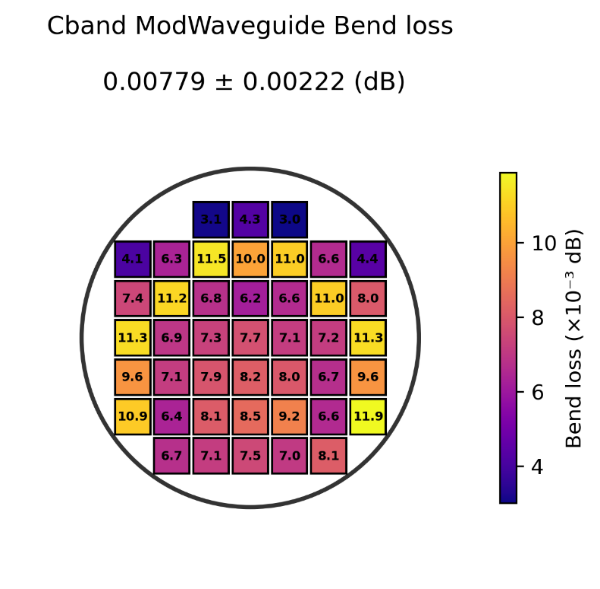 Cband ModWaveguide Bend loss
0.00779 ± 0.00222 (dB)
3.1 4.3 3.0
4.1 6.3 11.5 10.0 11.0 6.6 4.4
7.4 11.2 6.8 6.2 6.6 11.0 8.0
11.3 6.9 7.3 7.7 7.1 7.2 11.3
9.6 7.1 7.9 8.2 8.0 6.7 9.6
10.9 6.4 8.1 8.5 9.2 6.6 11.9
6.7 7.1 7.5 7.0 8.1
10
8
6
4
Bend loss (×10⁻³ dB)